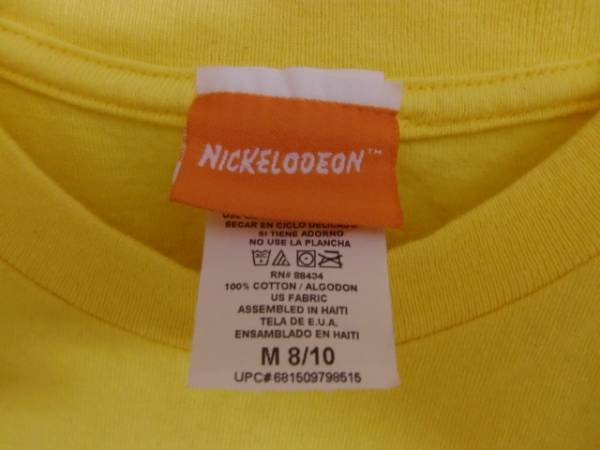 NICKELODEON™
SECAR EN CICLO DELICADO
SI TIENE ADORNO
NO USE LA PLANCHA
RN# 88434
100% COTTON / ALGODON
US FABRIC
ASSEMBLED IN HAITI
TELA DE E.U.A.
ENSAMBLADO EN HAITI
M 8/10
UPC#681509798515